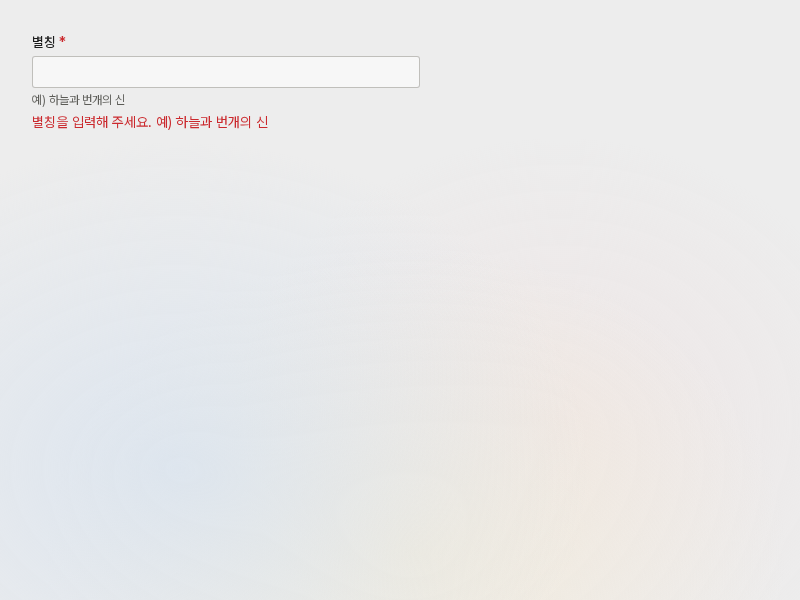 별칭 *
예) 하늘과 번개의 신
별칭을 입력해 주세요. 예) 하늘과 번개의 신